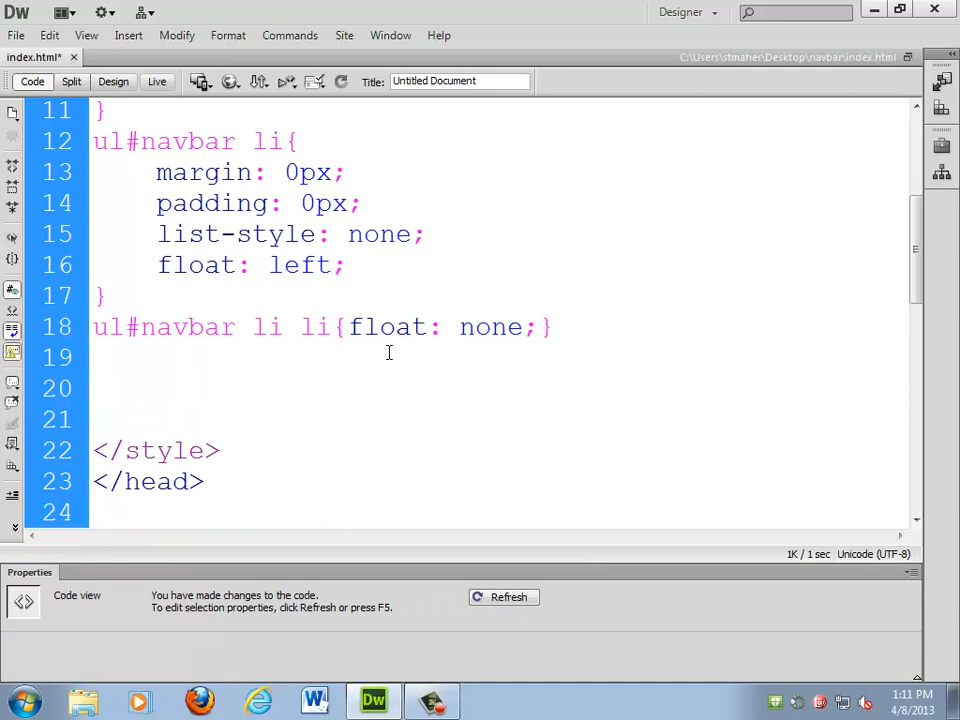 Dw
Designer
File Edit View Insert Modify Format Commands Site Window Help
index.html* C:\Users\stmaher\Desktop\navbar\index.html
Code Split Design Live Title: Untitled Document
11 }
12 ul#navbar li{
13 margin: 0px;
14 padding: 0px;
15 list-style: none;
16 float: left;
17 }
18 ul#navbar li li{float: none;}
19
20
21
22 </style>
23 </head>
24
1K / 1 sec Unicode (UTF-8)
Properties
Code view You have made changes to the code. Refresh
To edit selection properties, click Refresh or press F5.
W Dw 1:11 PM
4/8/2013